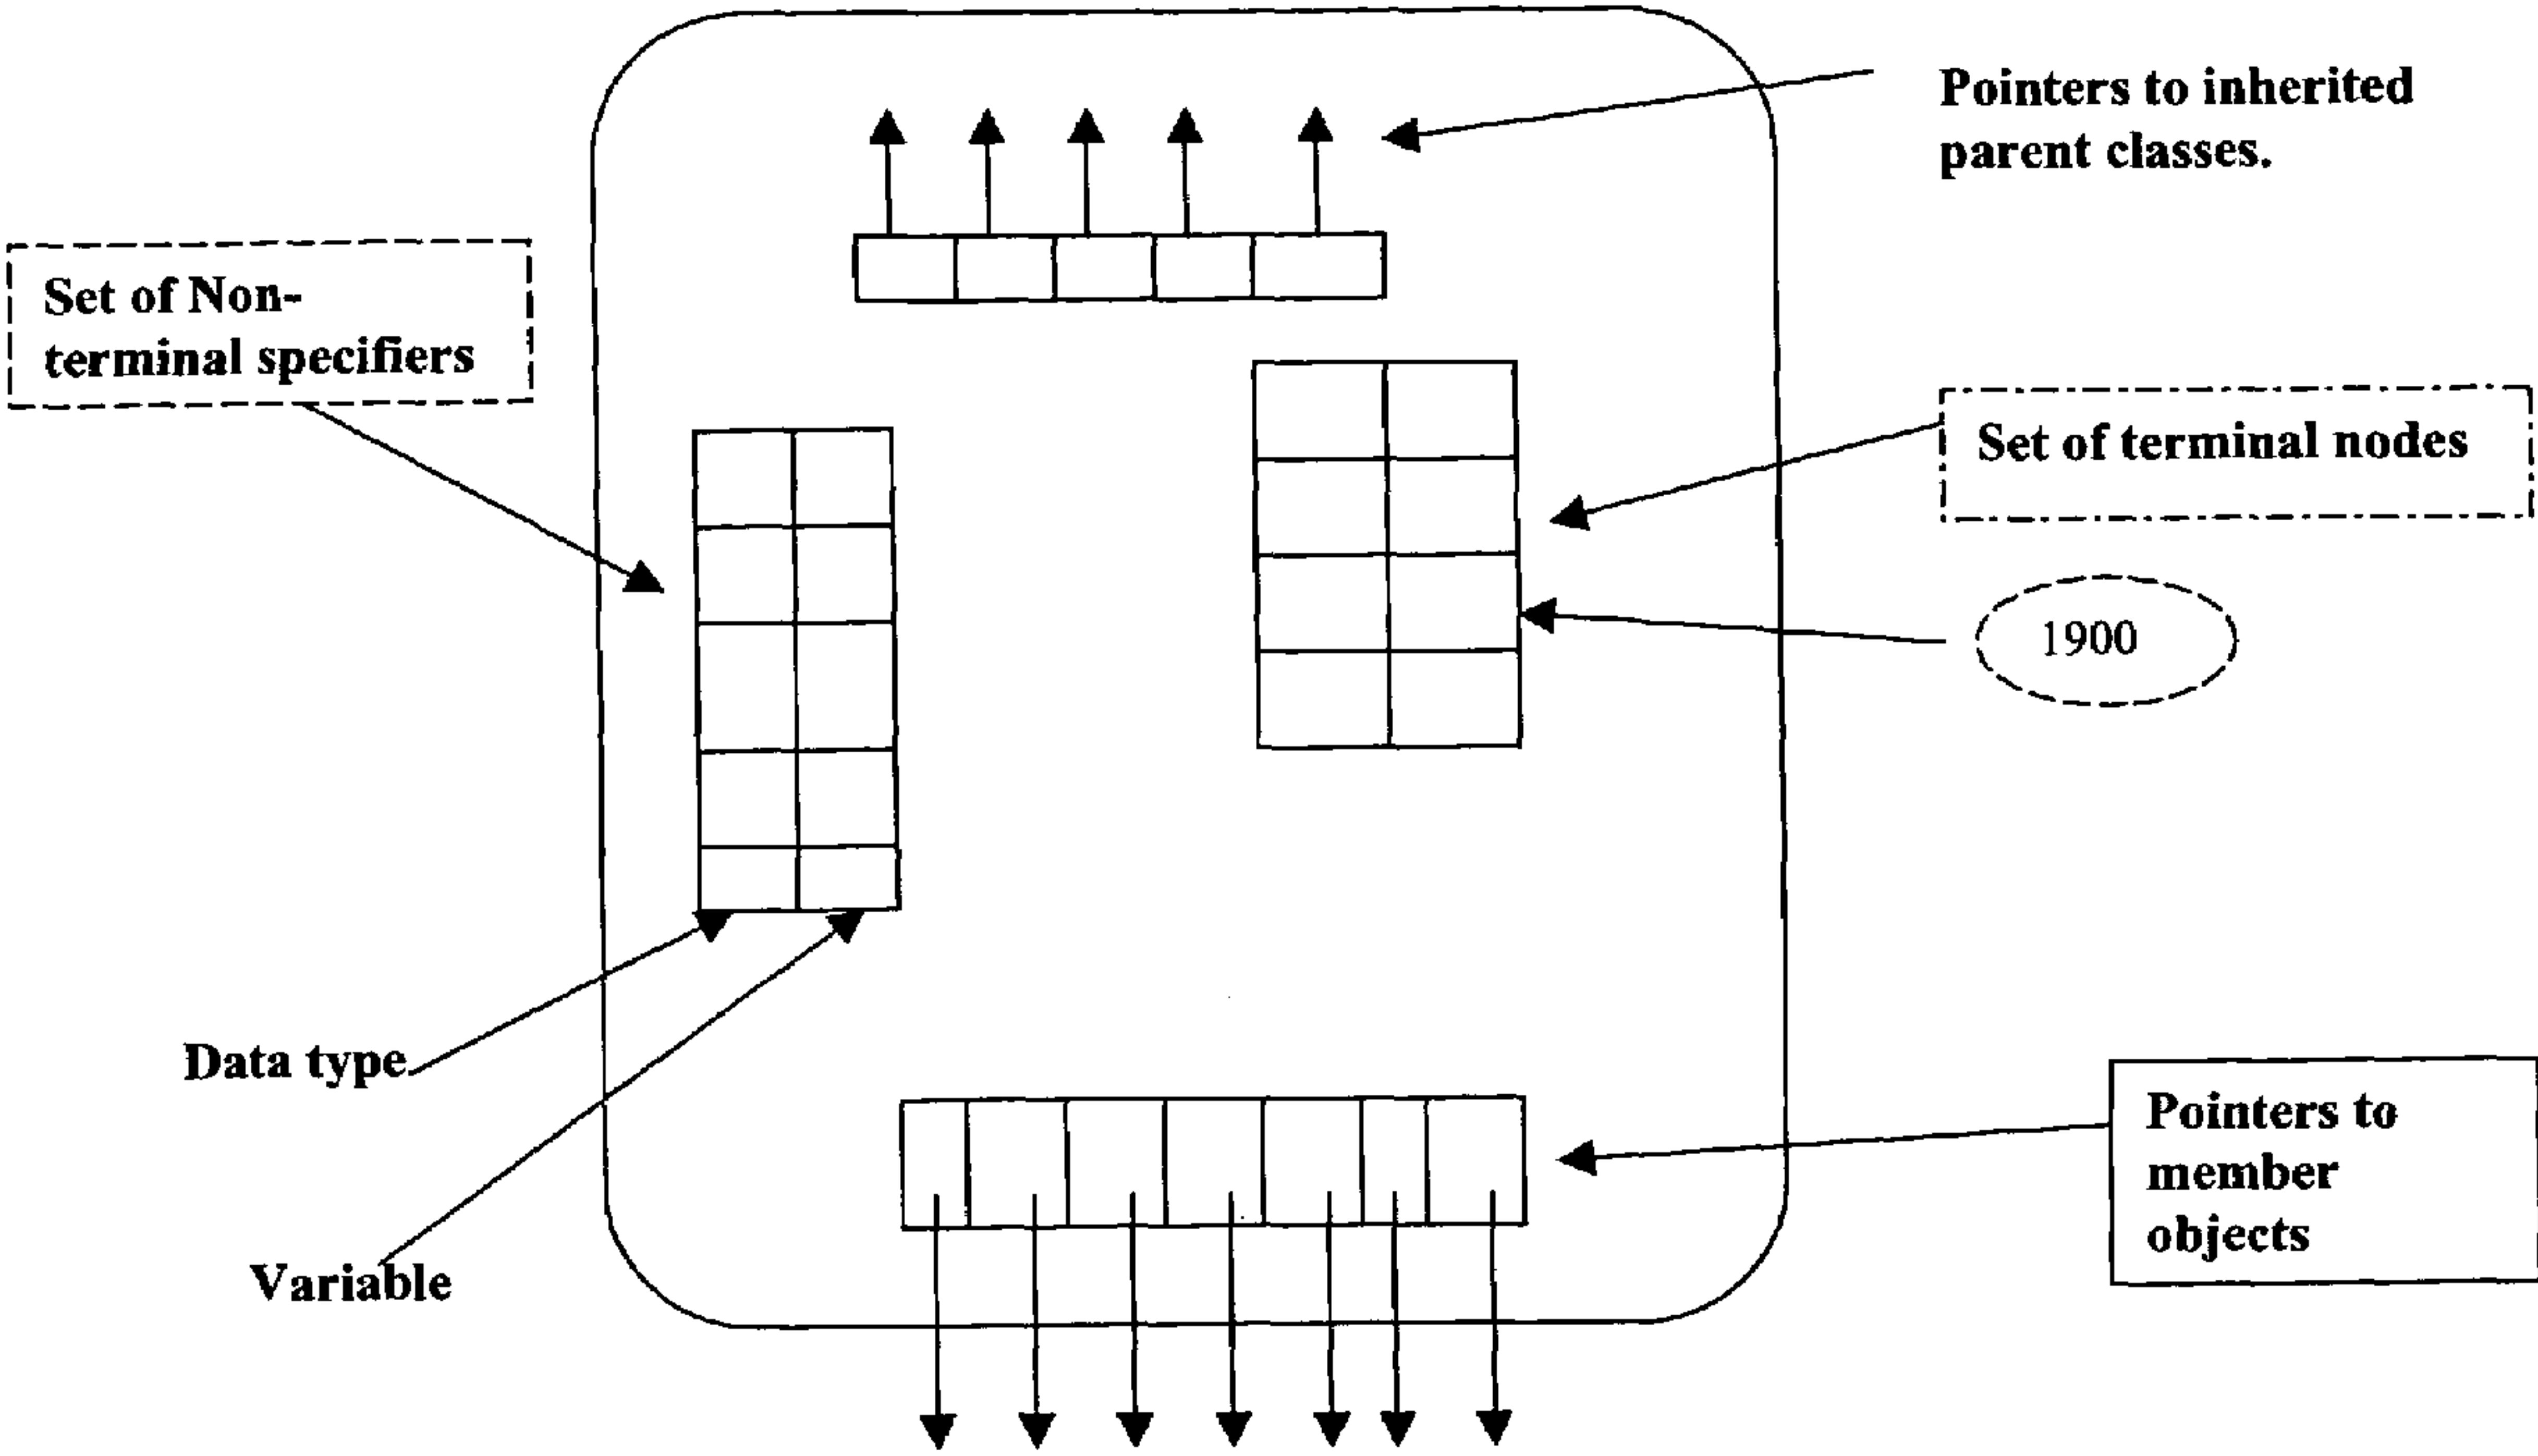 Pointers to inherited
parent classes.
Set of Non-
terminal specifiers
Set of terminal nodes
1900
Data type
Variable
Pointers to
member
objects